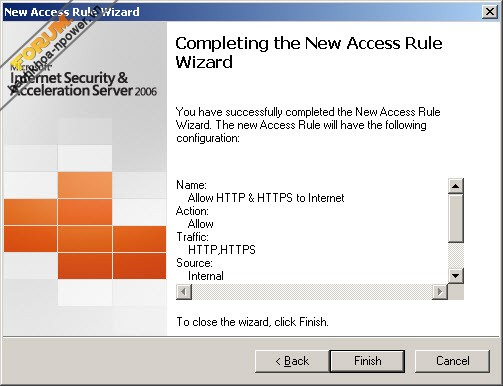 New Access Rule Wizard
FORUM
Microsoft
Internet Security &
Acceleration Server 2006
Completing the New Access Rule
Wizard
You have successfully completed the New Access Rule
Wizard. The new Access Rule will have the following
configuration:
Name:
Allow HTTP & HTTPS to Internet
Action:
Allow
Traffic:
HTTP,HTTPS
Source:
Internal
To close the wizard, click Finish.
< Back
Finish
Cancel